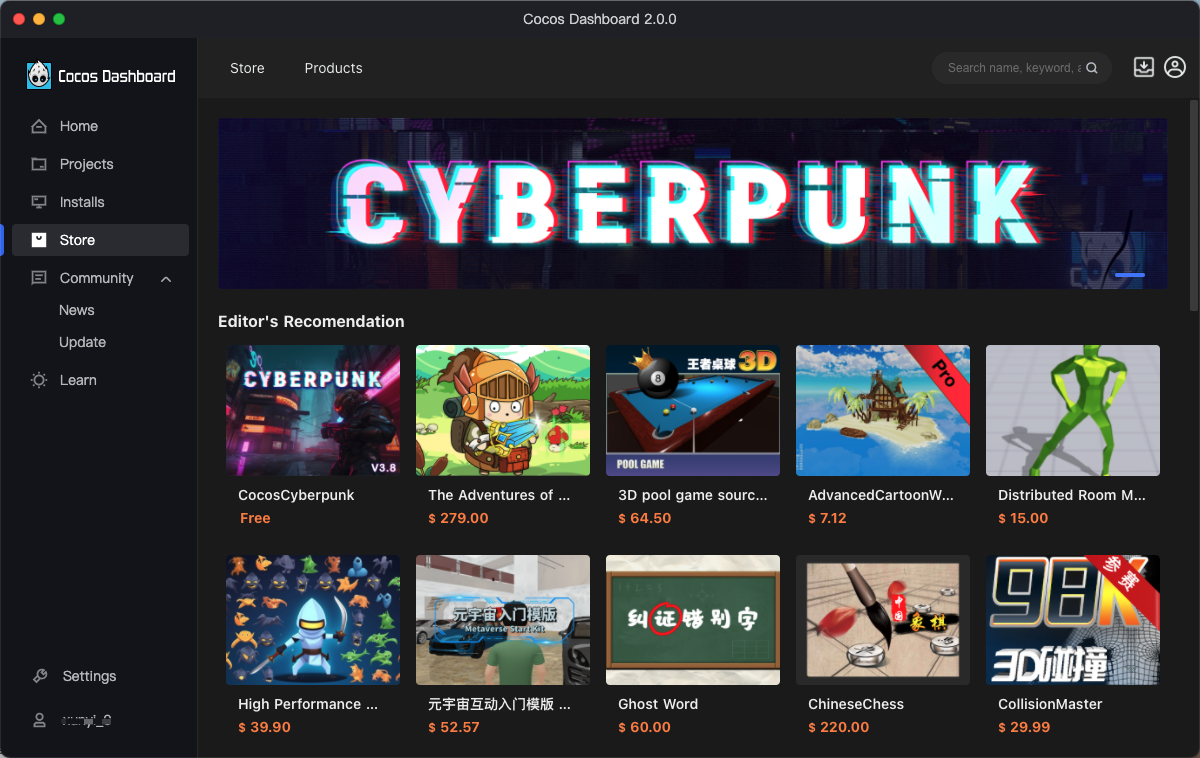 Cocos Dashboard 2.0.0
Cocos Dashboard
Store
Products
Search name, keyword, a
Home
Projects
Installs
Store
Community
News
Update
Learn
Settings
CYBERPUNK
Editor's Recomendation
CYBERPUNK
V3.8
CocosCyberpunk
Free
The Adventures of ...
$ 279.00
王者桌球3D
8
POOL GAME
3D pool game sourc...
$ 64.50
Pro
AdvancedCartoonW...
$ 7.12
Distributed Room M...
$ 15.00
High Performance ...
$ 39.90
元宇宙入门模版
Metaverse Start Kit
元宇宙互动入门模版 ...
$ 52.57
纠证错别字
Ghost Word
$ 60.00
中国
象棋
ChineseChess
$ 220.00
98K
参赛
3D碰撞
CollisionMaster
$ 29.99